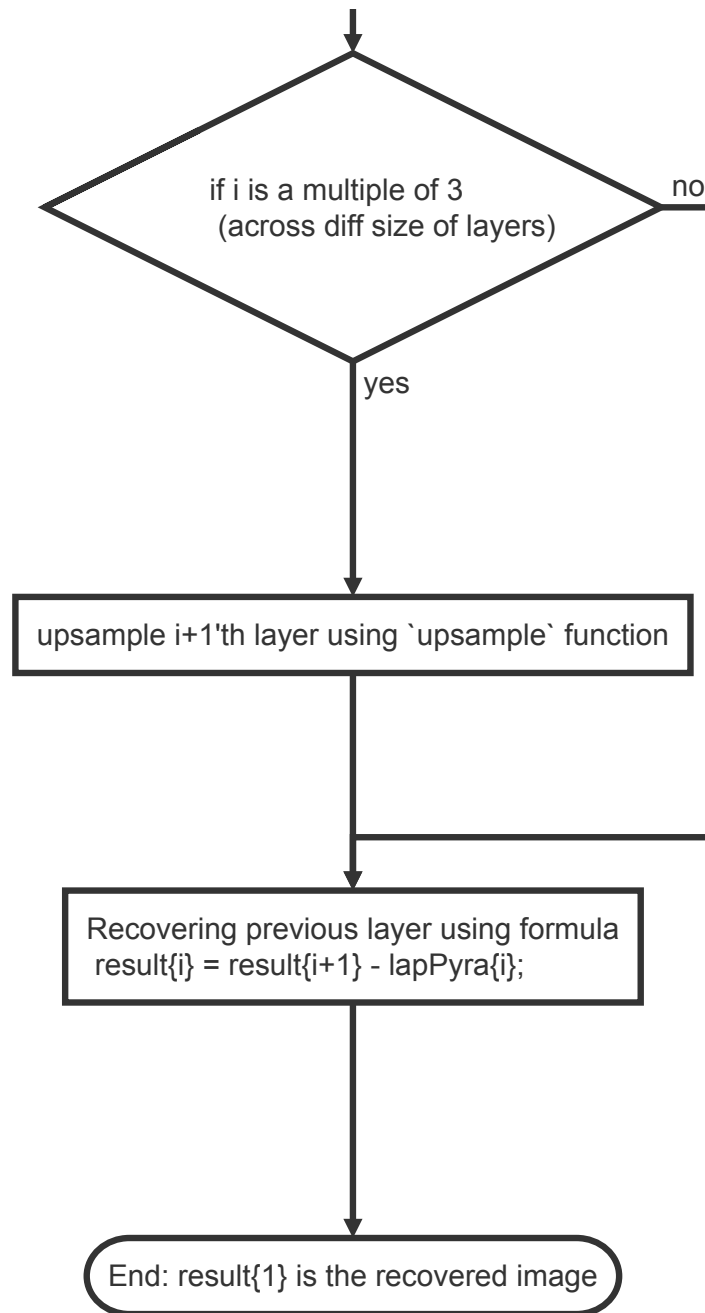 if i is a multiple of 3
(across diff size of layers)
no
yes
upsample i+1'th layer using `upsample` function
Recovering previous layer using formula
result{i} = result{i+1} - lapPyra{i};
End: result{1} is the recovered image